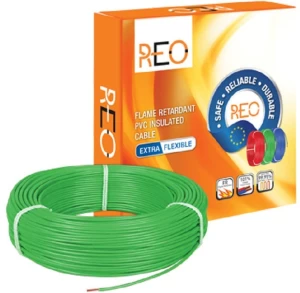 REO
REO
FLAME RETARDANT
PVC INSULATED
CABLE
EXTRA FLEXIBLE
SAFE • RELIABLE • DURABLE
REO